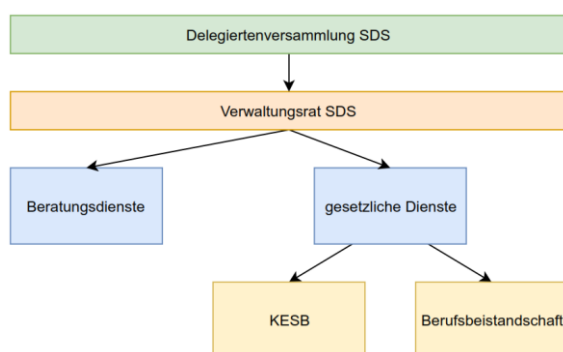 Delegiertenversammlung SDS
Verwaltungsrat SDS
Beratungsdienste
gesetzliche Dienste
KESB
Berufsbeistandschaft